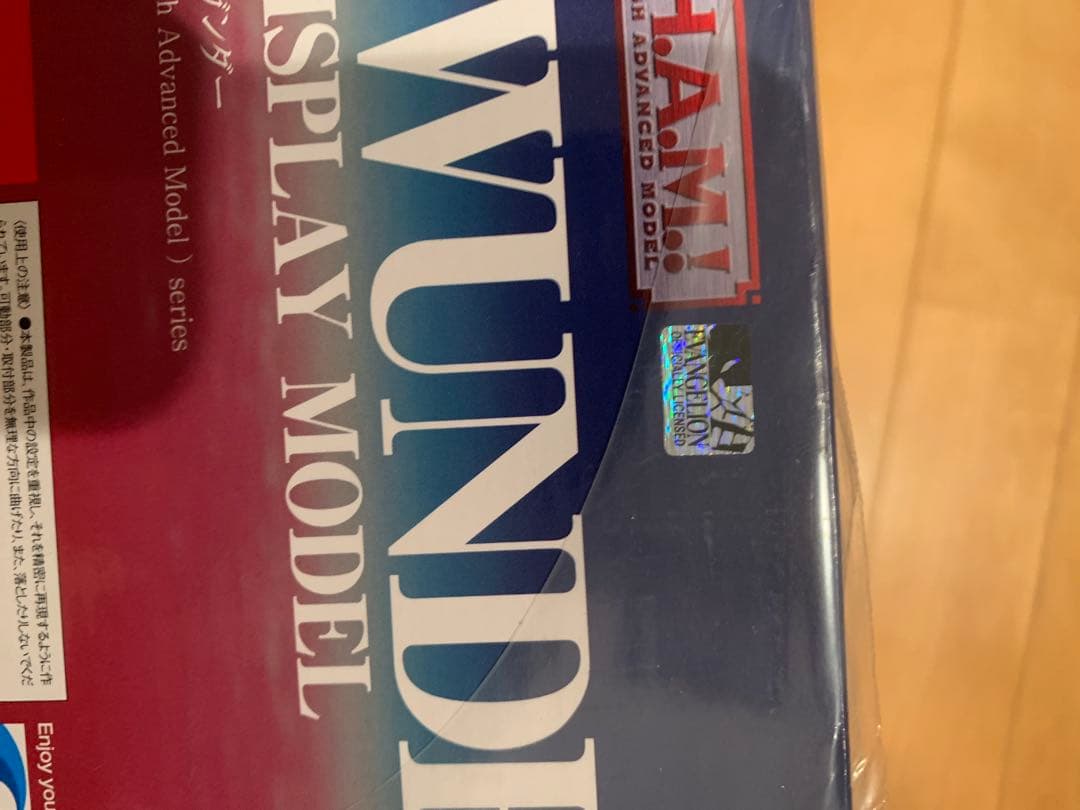 H.A.M.!
GH ADVANCED MODEL
EVANGELION
OFFICIALLY LICENSED
WUNDE
ISPLAY MODEL
ヴンダー
h Advanced Model ) series
〈使用上の注意〉●本製品は、作品中の設定を重視し、それを精密に再現するように作
られています。可動部分・取付部分を無理な方向に曲げたり、また、落としたりしないでくだ
Enjoy you